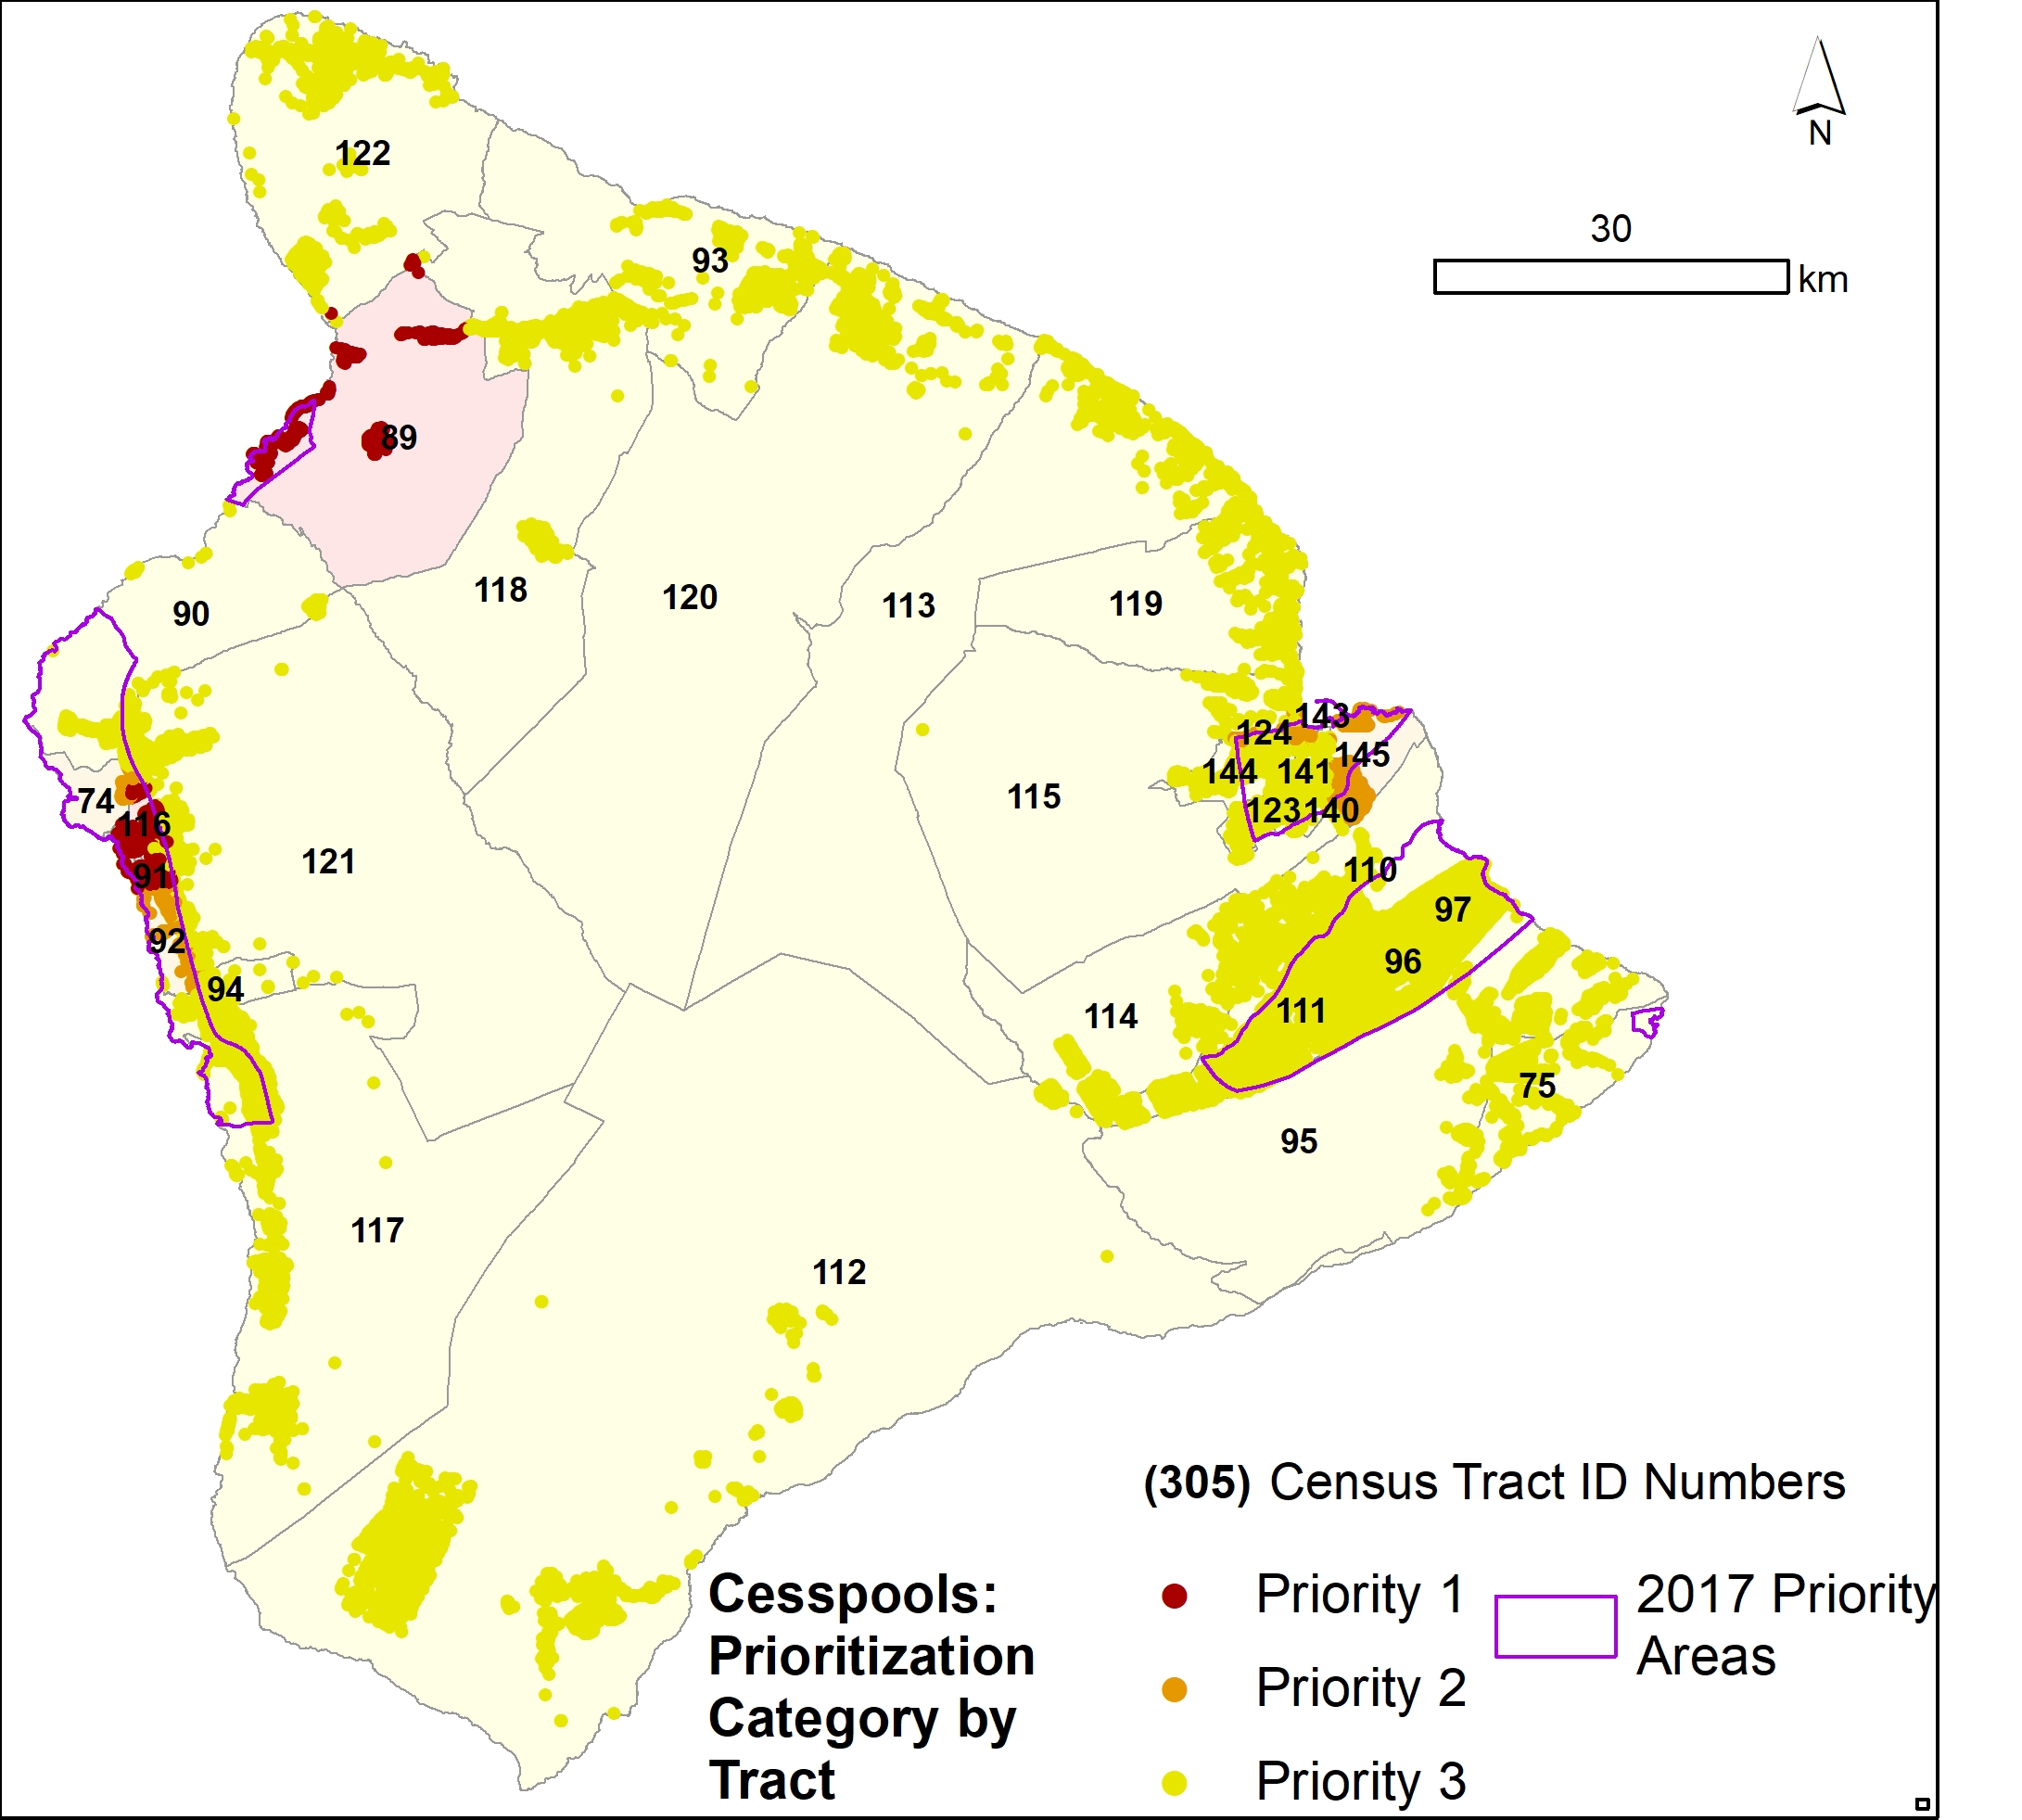 N
30
km
122
93
89
118
120
113
119
90
143
124
145
144
141
74
115
123
140
116
121
91
110
97
92
96
94
111
114
75
95
117
112
(305) Census Tract ID Numbers
Cesspools:
Prioritization
Category by
Tract
Priority 1
Priority 2
Priority 3
2017 Priority
Areas